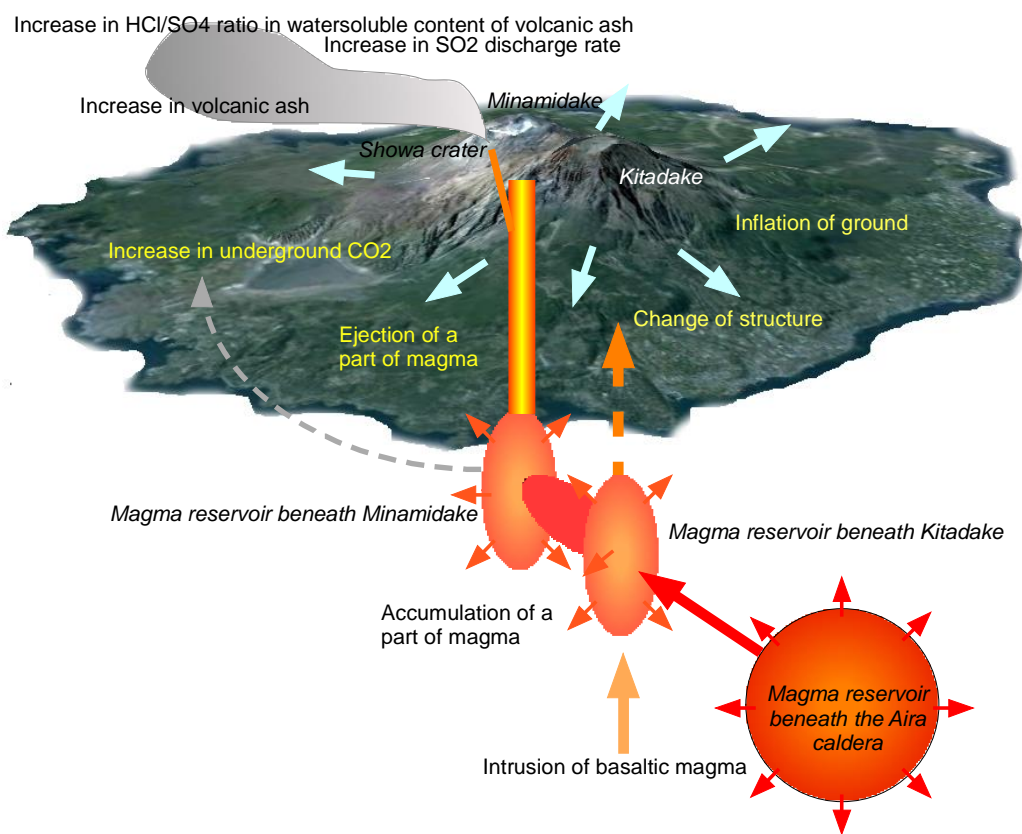 Increase in HCl/SO4 ratio in watersoluble content of volcanic ash
Increase in SO2 discharge rate
Increase in volcanic ash
Minamidake
Showa crater
Kitadake
Inflation of ground
Increase in underground CO2
Change of structure
Ejection of a
part of magma
Magma reservoir beneath Minamidake
Magma reservoir beneath Kitadake
Accumulation of a
part of magma
Magma reservoir
beneath the Aira
caldera
Intrusion of basaltic magma